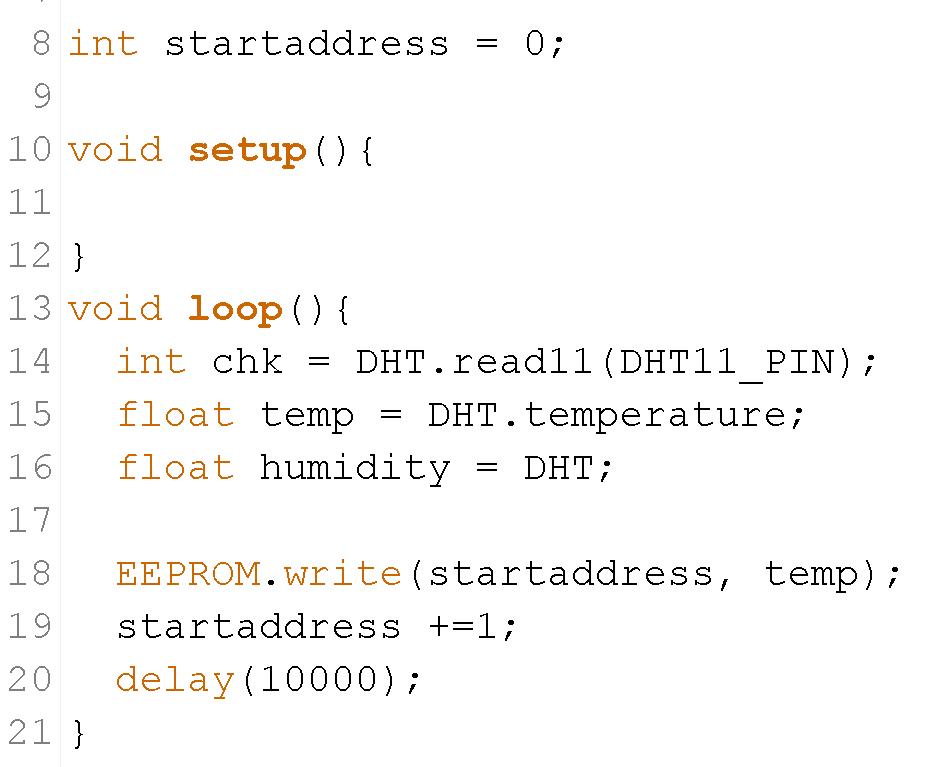 8 int startaddress = 0;
9
10 void setup(){
11
12 }
13 void loop(){
14   int chk = DHT.read11(DHT11_PIN);
15   float temp = DHT.temperature;
16   float humidity = DHT;
17
18   EEPROM.write(startaddress, temp);
19   startaddress +=1;
20   delay(10000);
21 }